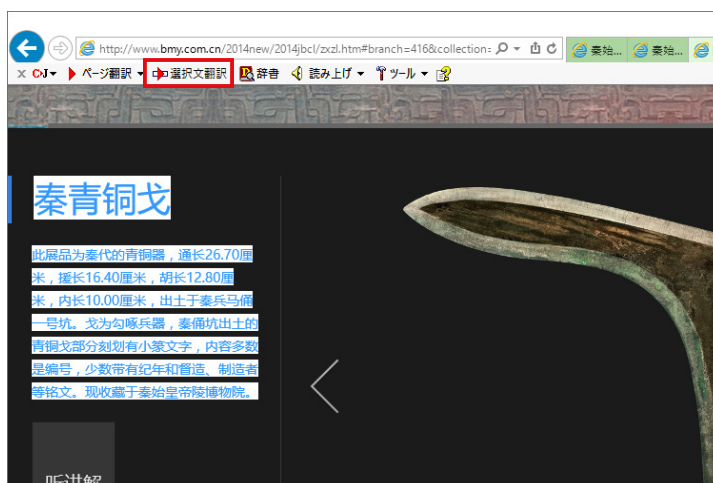 http://www.bmy.com.cn/2014new/2014jbcl/zxzl.htm#branch=416&collection=
秦始...
秦始...
x CJ ページ翻訳 選択文翻訳 辞書 読み上げ ツール
秦青铜戈
此展品为秦代的青铜器，通长26.70厘
米，援长16.40厘米，胡长12.80厘
米，内长10.00厘米，出土于秦兵马俑
一号坑。戈为勾啄兵器，秦俑坑出土的
青铜戈部分刻划有小篆文字，内容多数
是编号，少数带有纪年和督造、制造者
等铭文。现收藏于秦始皇帝陵博物院。
听讲解